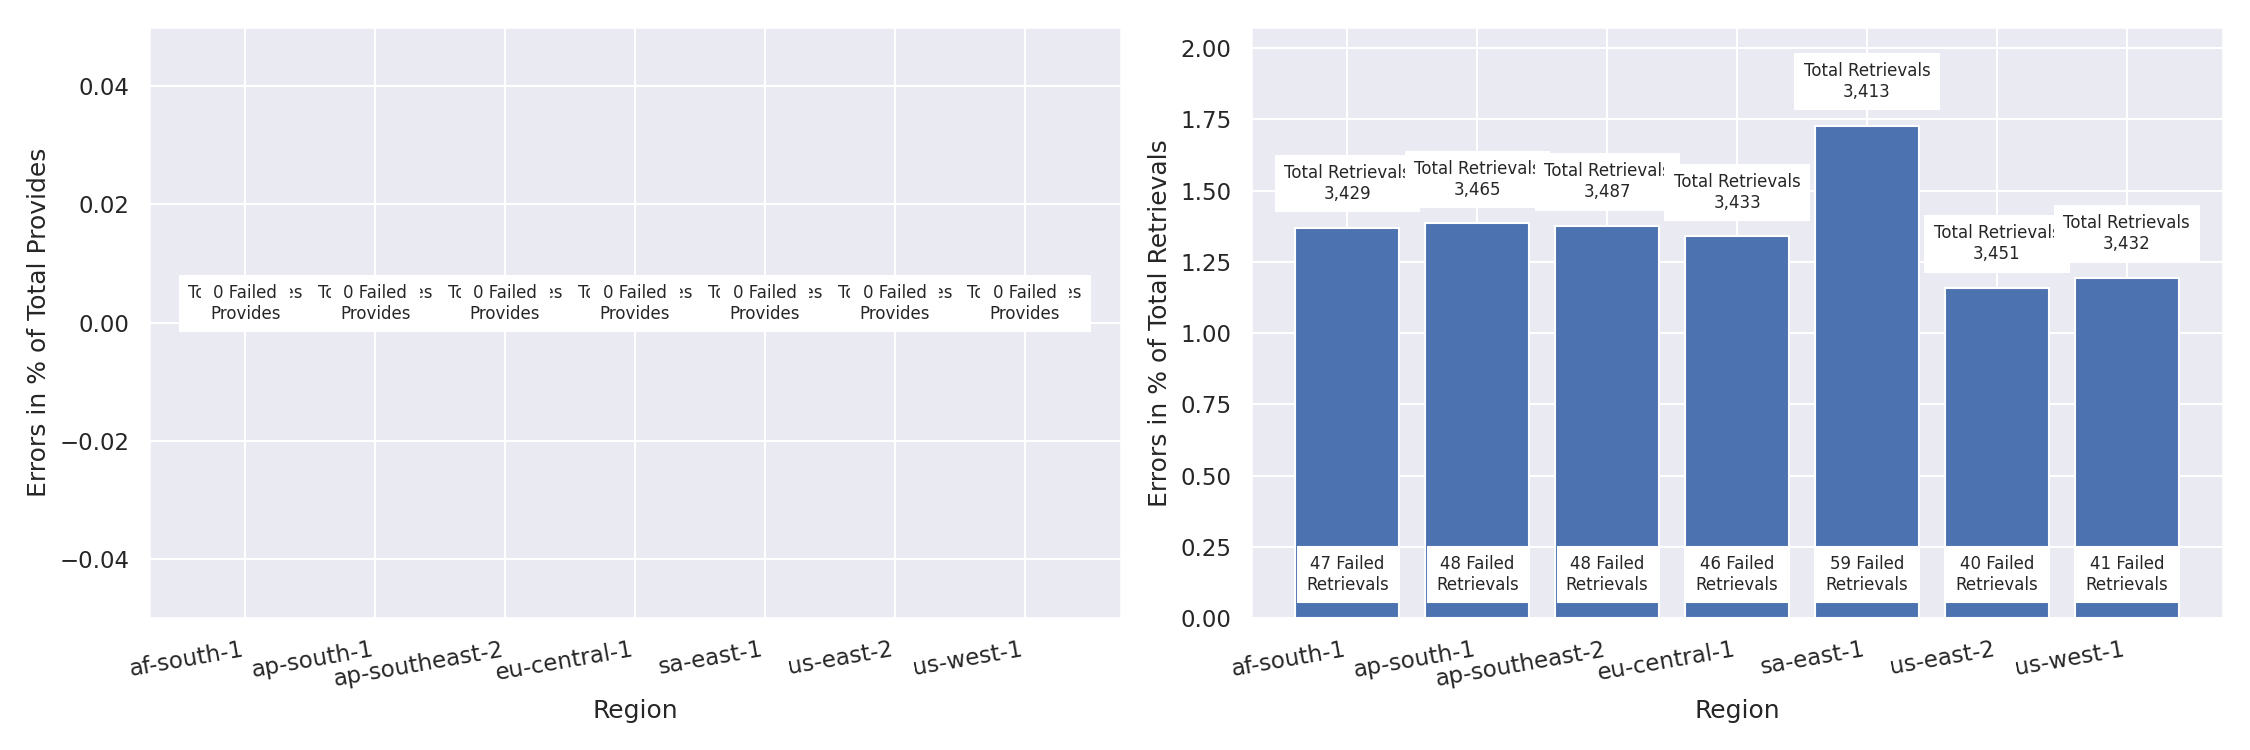 Errors in % of Total Provides
0.04
0.02
0.00
−0.02
−0.04
0 Failed
Provides
0 Failed
Provides
0 Failed
Provides
0 Failed
Provides
0 Failed
Provides
0 Failed
Provides
0 Failed
Provides
af-south-1
ap-south-1
ap-southeast-2
eu-central-1
sa-east-1
us-east-2
us-west-1
Region
Errors in % of Total Retrievals
2.00
1.75
1.50
1.25
1.00
0.75
0.50
0.25
0.00
Total Retrievals
3,429
Total Retrievals
3,465
Total Retrievals
3,487
Total Retrievals
3,433
Total Retrievals
3,413
Total Retrievals
3,451
Total Retrievals
3,432
47 Failed
Retrievals
48 Failed
Retrievals
48 Failed
Retrievals
46 Failed
Retrievals
59 Failed
Retrievals
40 Failed
Retrievals
41 Failed
Retrievals
af-south-1
ap-south-1
ap-southeast-2
eu-central-1
sa-east-1
us-east-2
us-west-1
Region